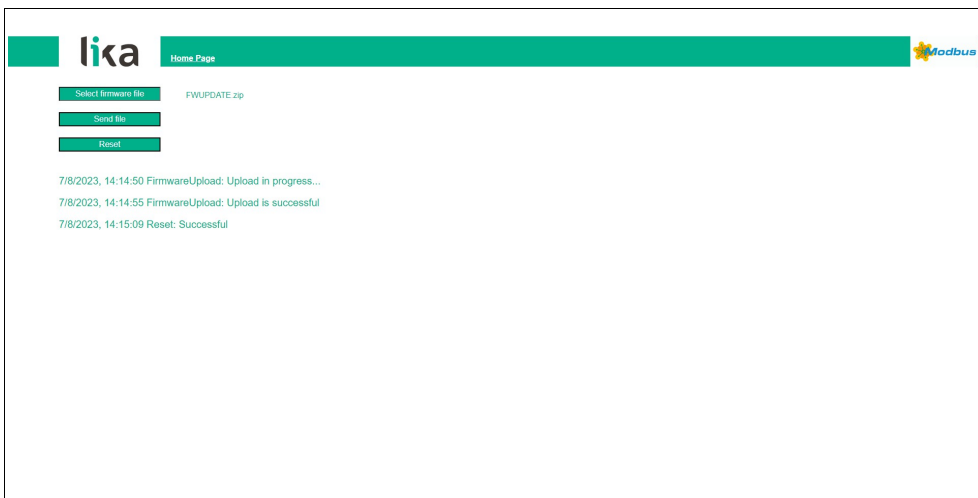 lika
Home Page
Modbus
Select firmware file
FWUPDATE.zip
Send file
Reset
7/8/2023, 14:14:50 FirmwareUpload: Upload in progress...
7/8/2023, 14:14:55 FirmwareUpload: Upload is successful
7/8/2023, 14:15:09 Reset: Successful